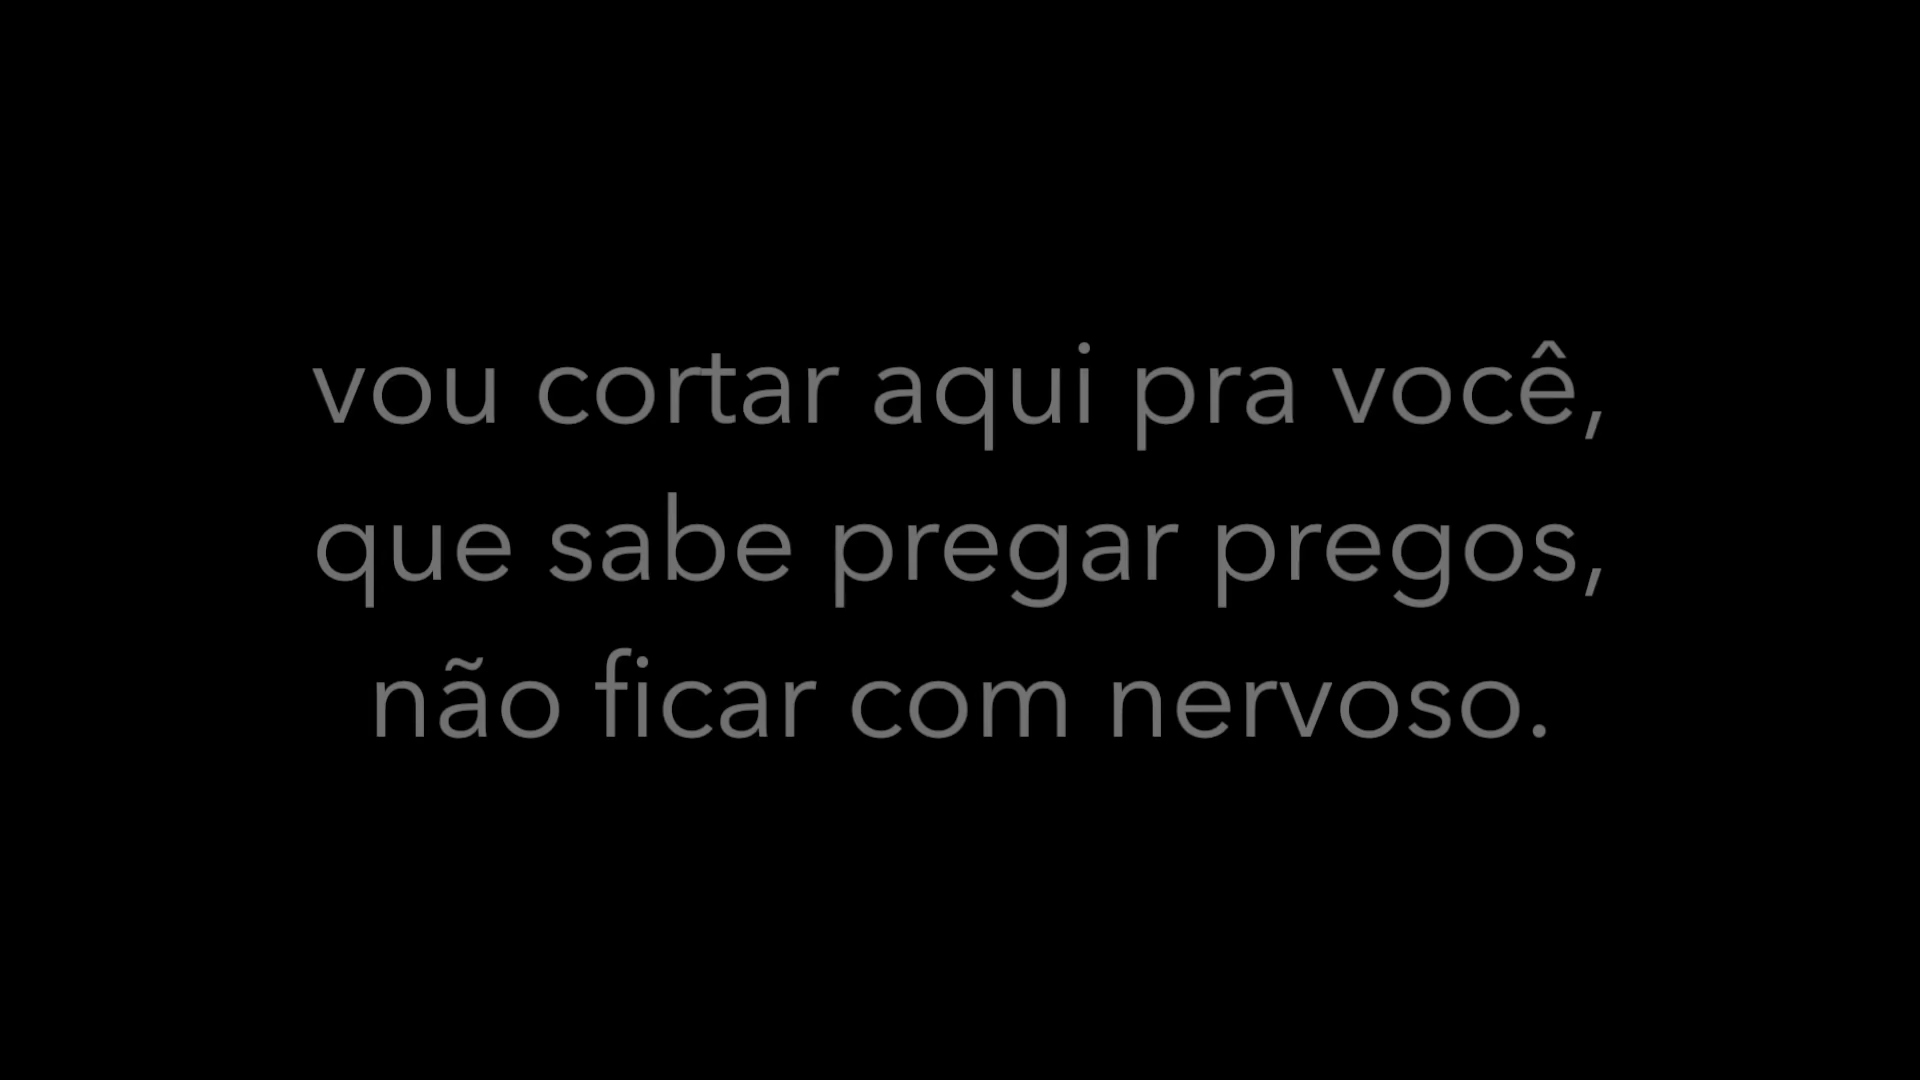 vou cortar aqui pra você,
que sabe pregar pregos,
não ficar com nervoso.